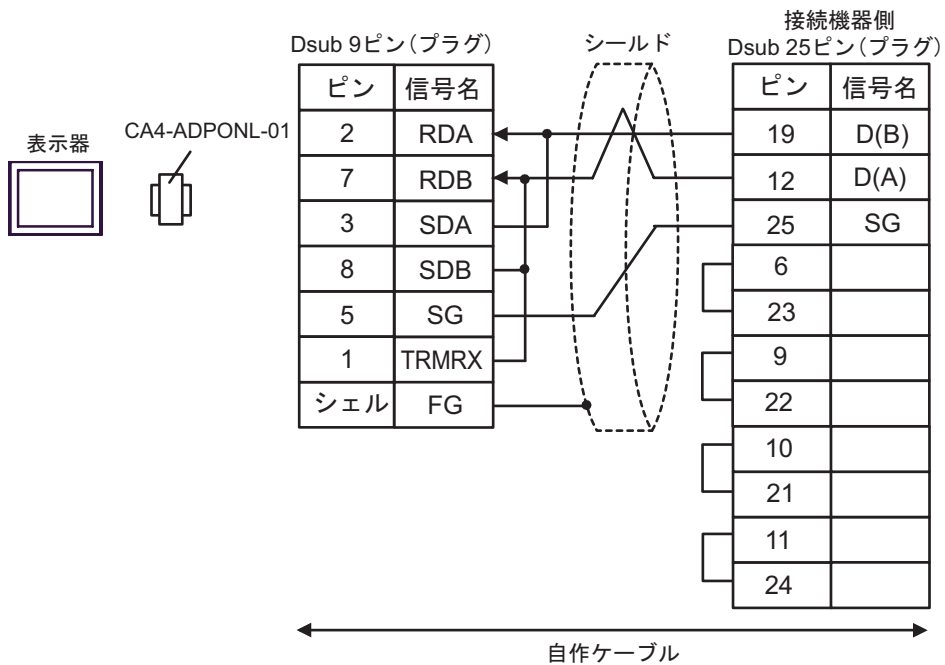 接続機器側
Dsub 9ピン(プラグ)
シールド
Dsub 25ピン(プラグ)
表示器
CA4-ADPONL-01
ピン 信号名
2 RDA
7 RDB
3 SDA
8 SDB
5 SG
1 TRMRX
シェル FG
ピン 信号名
19 D(B)
12 D(A)
25 SG
6
23
9
22
10
21
11
24
自作ケーブル